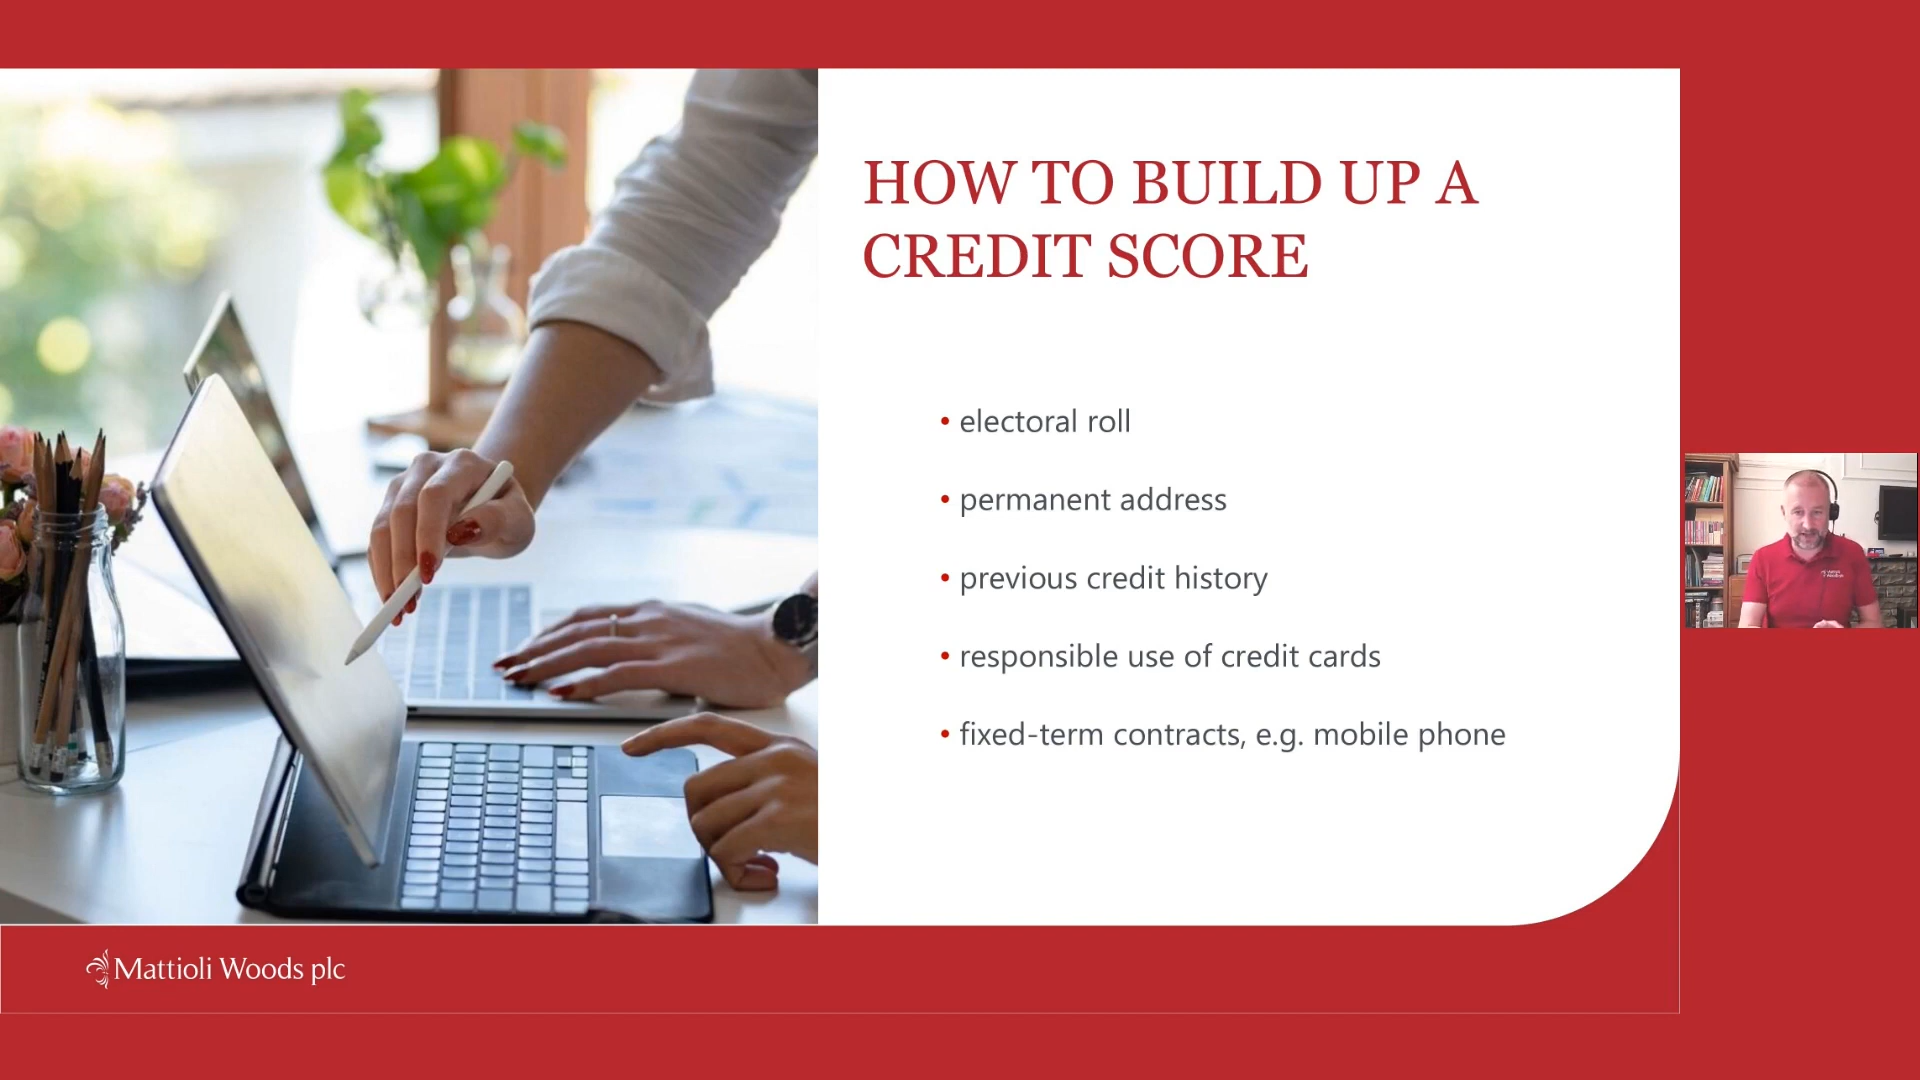 HOW TO BUILD UP A
CREDIT SCORE
• electoral roll
• permanent address
• previous credit history
• responsible use of credit cards
• fixed-term contracts, e.g. mobile phone
Mattioli Woods plc